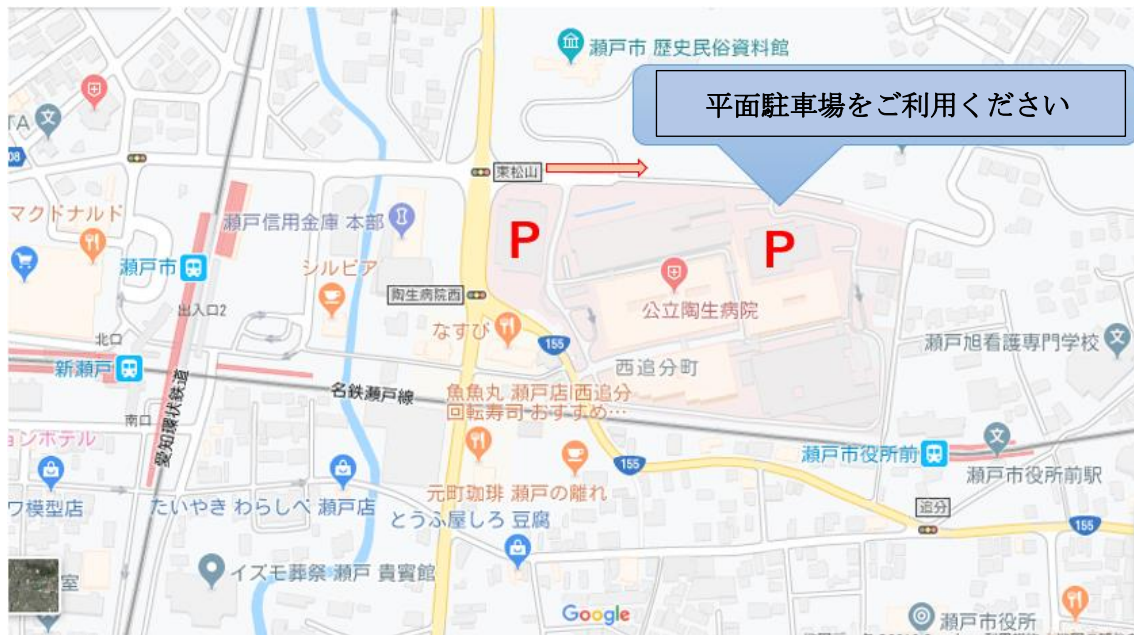 瀬戸市 歴史民俗資料館
平面駐車場をご利用ください
TA
08
東松山
マクドナルド
瀬戸信用金庫 本部
P
P
瀬戸市
シルビア
陶生病院西
公立陶生病院
出入口2
なすび
155
北口
新瀬戸
西追分町
瀬戸旭看護専門学校
名鉄瀬戸線
魚魚丸 瀬戸店|西追分
回転寿司 おすすめ…
南口
愛知環状鉄道
ョンホテル
瀬戸市役所前
155
瀬戸市役所前駅
ワ模型店
たいやき わらしべ 瀬戸店
元町珈琲 瀬戸の離れ
とうふ屋しろ 豆腐
追分
155
イズモ葬祭 瀬戸 貴賓館
室
Google
瀬戸市役所